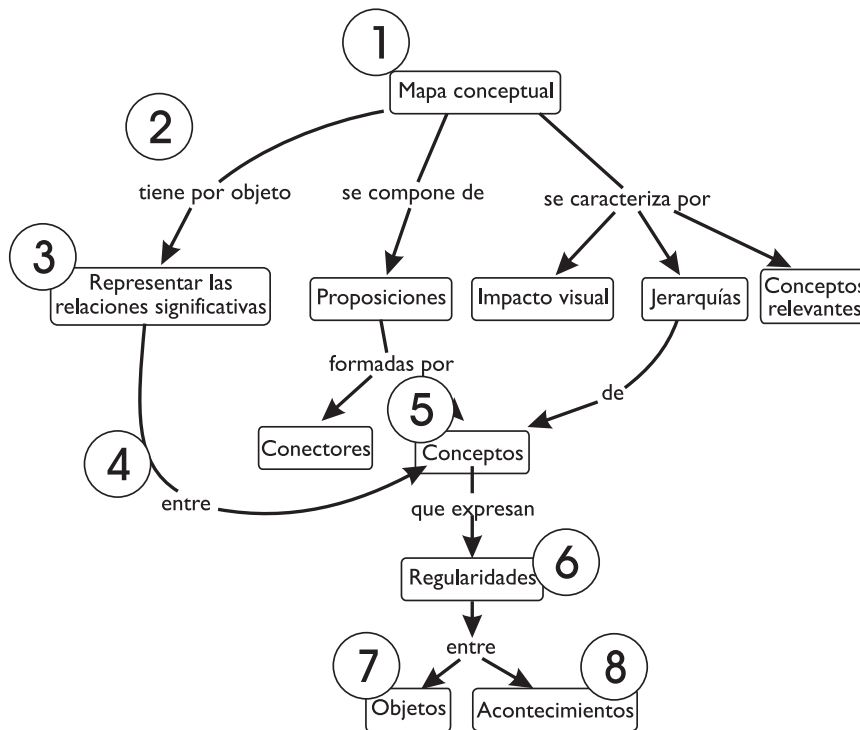 1
Mapa conceptual
2
tiene por objeto
se compone de
se caracteriza por
3
Representar las
relaciones significativas
Proposiciones
Impacto visual
Jerarquías
Conceptos
relevantes
formadas por
de
5
Conectores
Conceptos
4
entre
que expresan
6
Regularidades
entre
7
8
Objetos
Acontecimientos